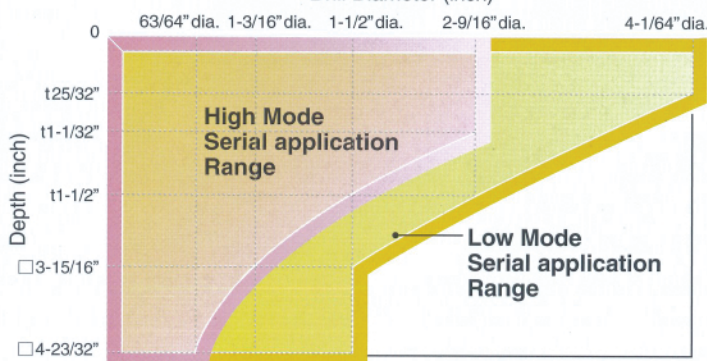 63/64” dia. 1-3/16” dia. 1-1/2” dia. 2-9/16” dia. 4-1/64” dia.
0
t25/32”
t1-1/32”
t1-1/2”
□3-15/16”
□4-23/32”
Depth (inch)
High Mode
Serial application
Range
Low Mode
Serial application
Range